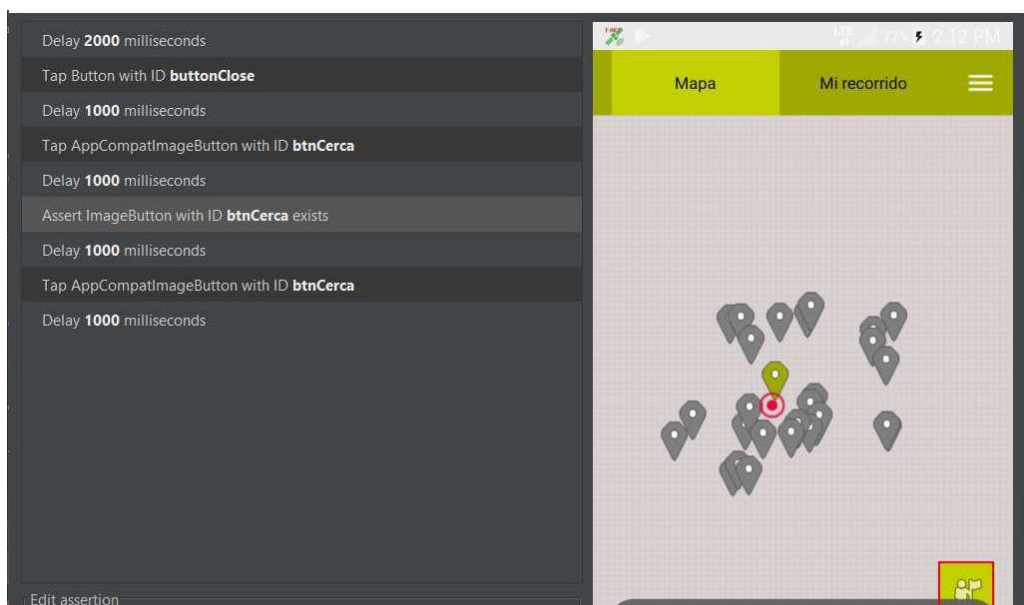 Delay 2000 milliseconds
Tap Button with ID buttonClose
Delay 1000 milliseconds
Tap AppCompatImageButton with ID btnCerca
Delay 1000 milliseconds
Assert ImageButton with ID btnCerca exists
Delay 1000 milliseconds
Tap AppCompatImageButton with ID btnCerca
Delay 1000 milliseconds
Edit assertion
LTE 77% 2:12 PM
Mapa Mi recorrido